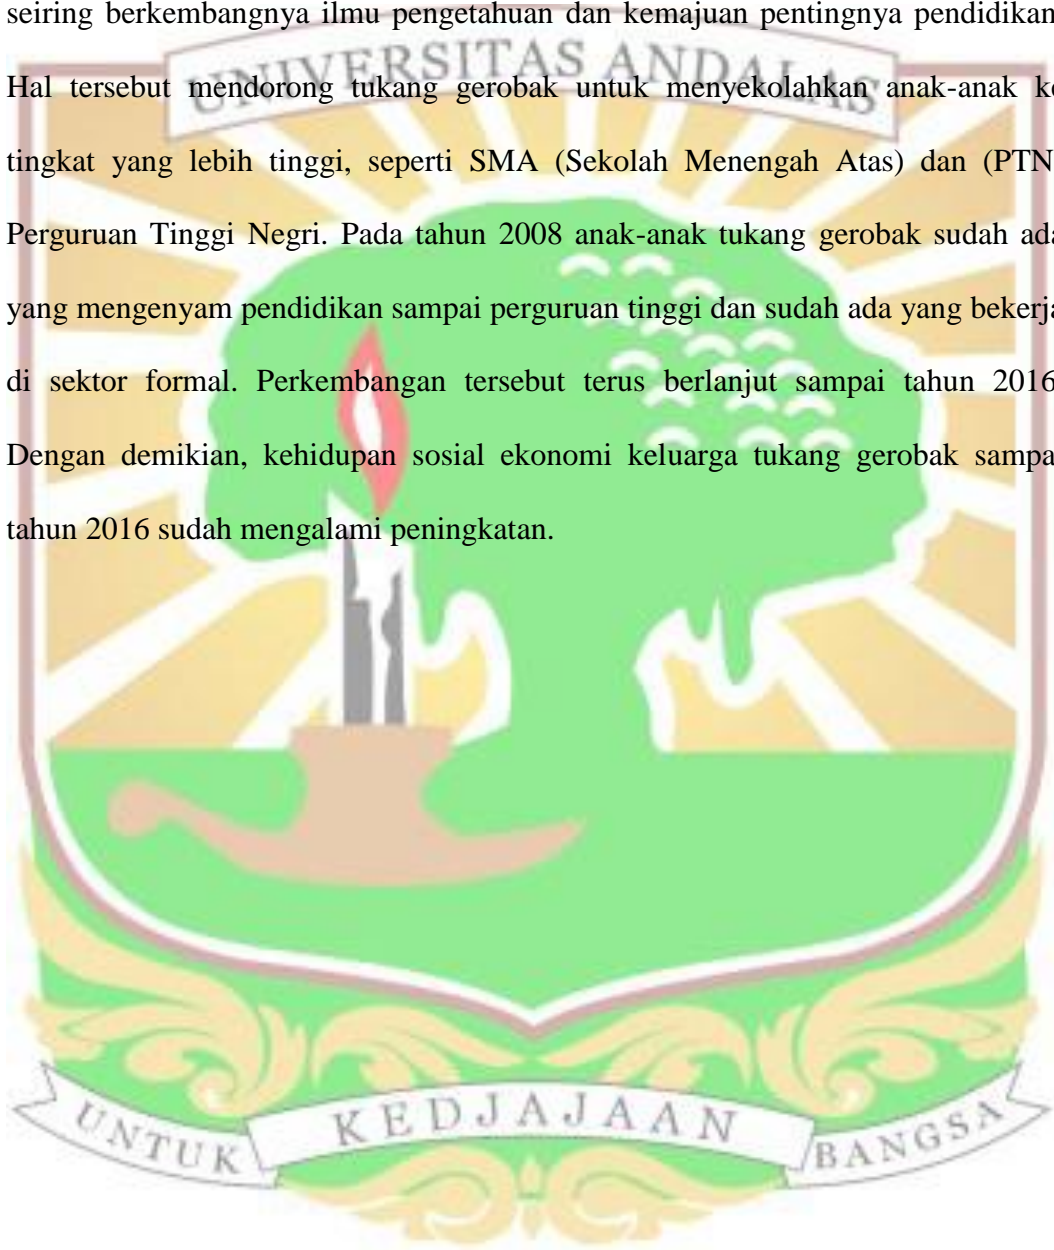 seiring berkembangnya ilmu pengetahuan dan kemajuan pentingnya pendidikan
UNIVERSITAS ANDALAS
Hal tersebut mendorong tukang gerobak untuk menyekolahkan anak-anak ke
tingkat yang lebih tinggi, seperti SMA (Sekolah Menengah Atas) dan (PTN
Perguruan Tinggi Negri. Pada tahun 2008 anak-anak tukang gerobak sudah ada
yang mengenyam pendidikan sampai perguruan tinggi dan sudah ada yang bekerja
di sektor formal. Perkembangan tersebut terus berlanjut sampai tahun 2016
Dengan demikian, kehidupan sosial ekonomi keluarga tukang gerobak sampa
tahun 2016 sudah mengalami peningkatan.
UNTUK KEDJAJAAN BANGSA